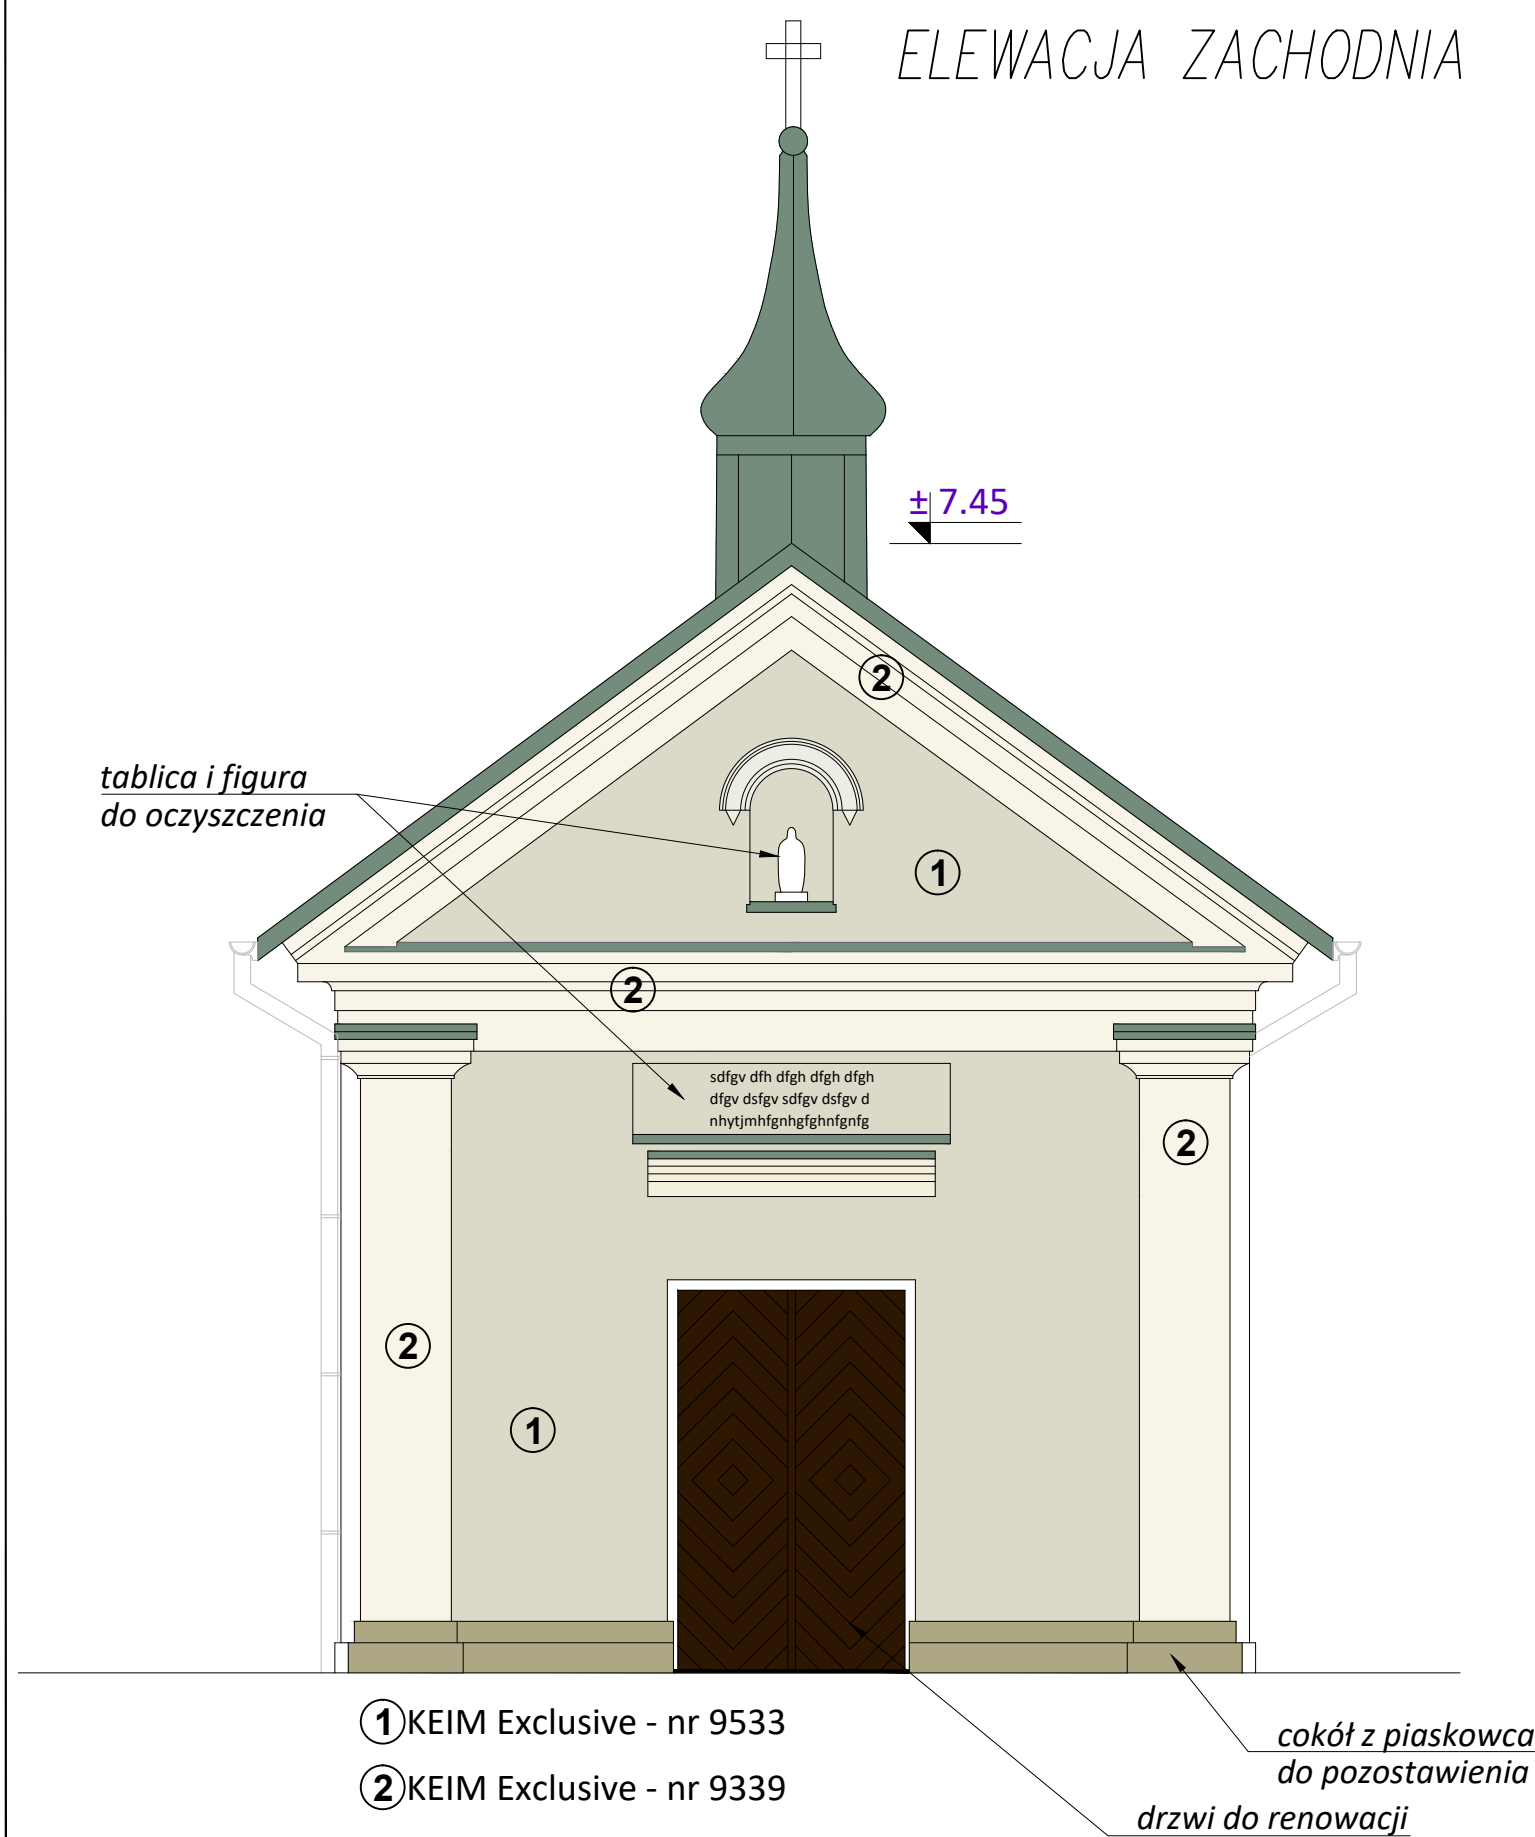 ELEWACJA ZACHODNIA
± 7.45
2
tablica i figura
do oczyszczenia
1
2
sdfgv dfh dfgh dfgh dfgh
dfgv dsfgv sdfgv dsfgv d
nhytjmhfgnhgfghnfgnfg
2
2
1
1 KEIM Exclusive - nr 9533
2 KEIM Exclusive - nr 9339
cokół z piaskowca
do pozostawienia
drzwi do renowacji